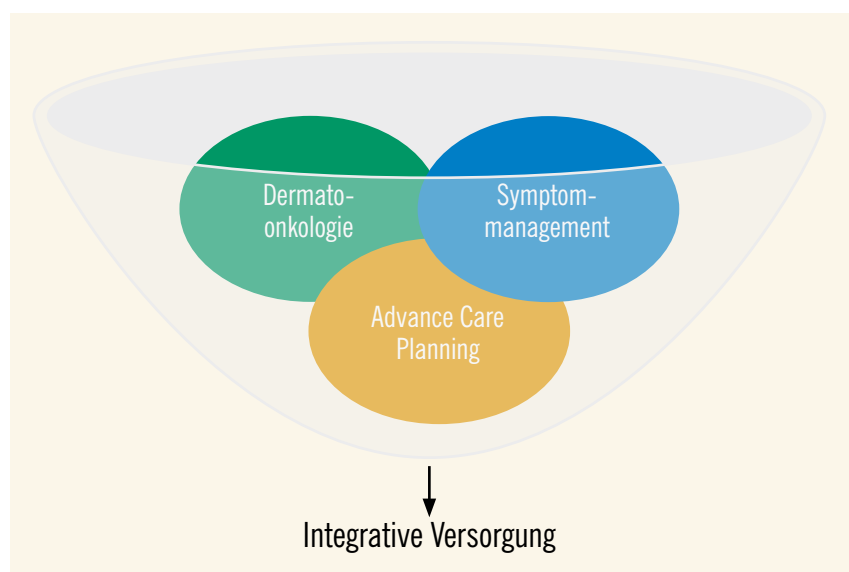 Dermato-
onkologie
Symptom-
management
Advance Care
Planning
Integrative Versorgung